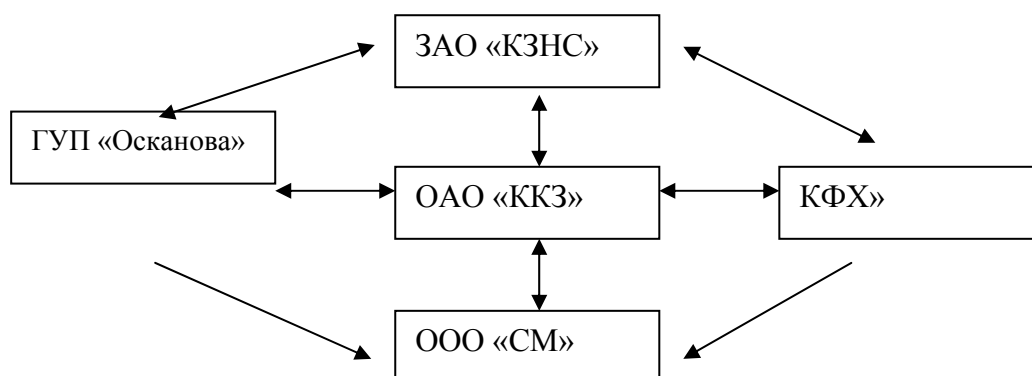 ЗАО «КЗНС»
ГУП «Осканова»
ОАО «ККЗ»
КФХ»
ООО «СМ»